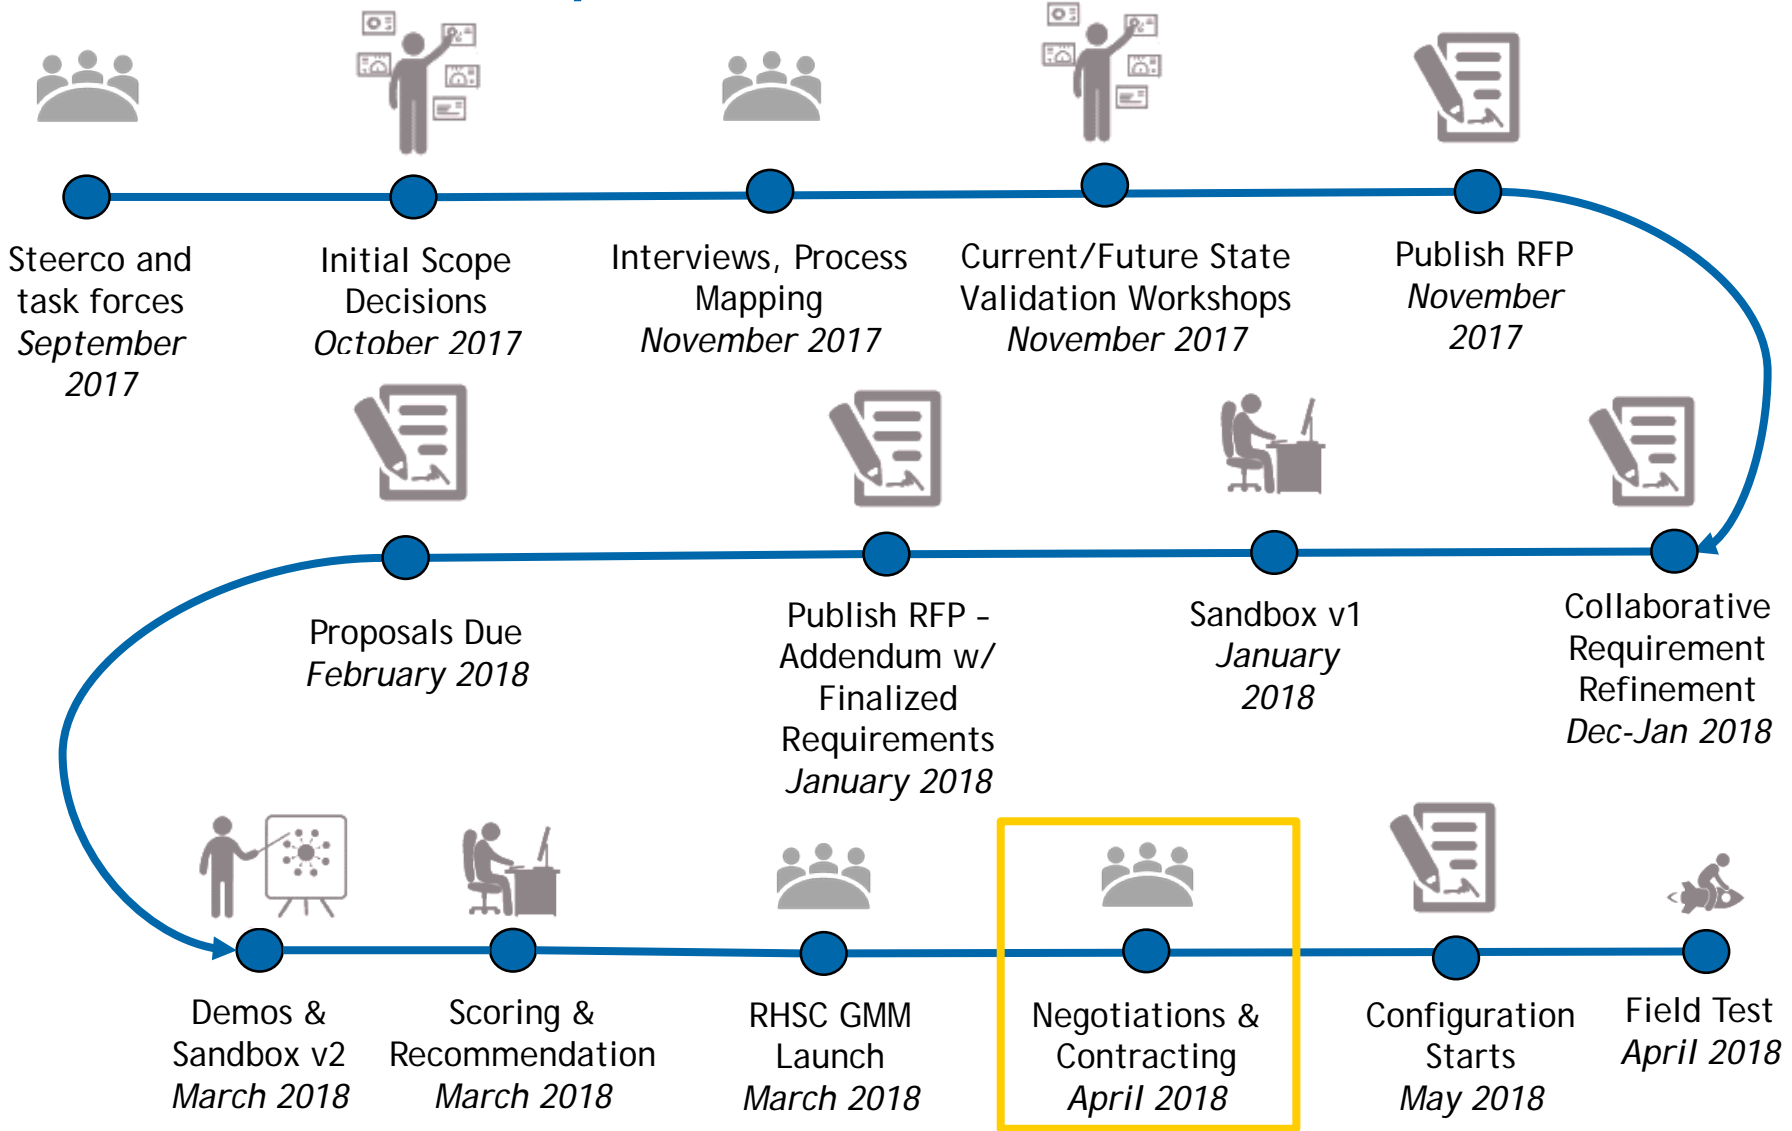 Steerco and
task forces
September
2017
Initial Scope
Decisions
October 2017
Interviews, Process
Mapping
November 2017
Current/Future State
Validation Workshops
November 2017
Publish RFP
November
2017
Collaborative
Requirement
Refinement
Dec-Jan 2018
Sandbox v1
January
2018
Publish RFP –
Addendum w/
Finalized
Requirements
January 2018
Proposals Due
February 2018
Demos &
Sandbox v2
March 2018
Scoring &
Recommendation
March 2018
RHSC GMM
Launch
March 2018
Negotiations &
Contracting
April 2018
Configuration
Starts
May 2018
Field Test
April 2018